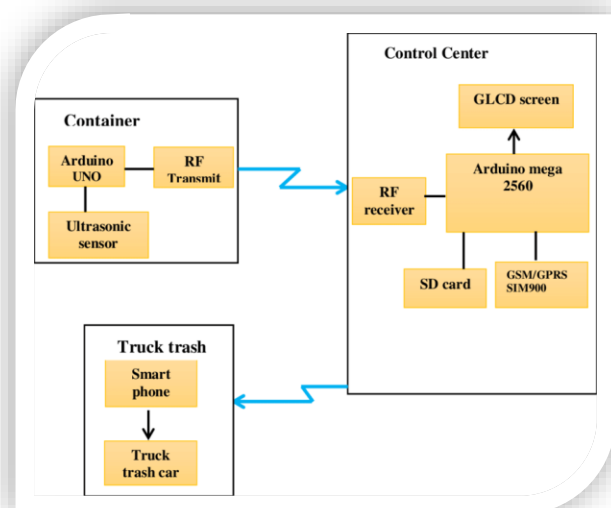 Container
Arduino
UNO
RF
Transmit
Ultrasonic
sensor
Control Center
GLCD screen
Arduino mega
2560
RF
receiver
SD card
GSM/GPRS
SIM900
Truck trash
Smart
phone
Truck
trash car